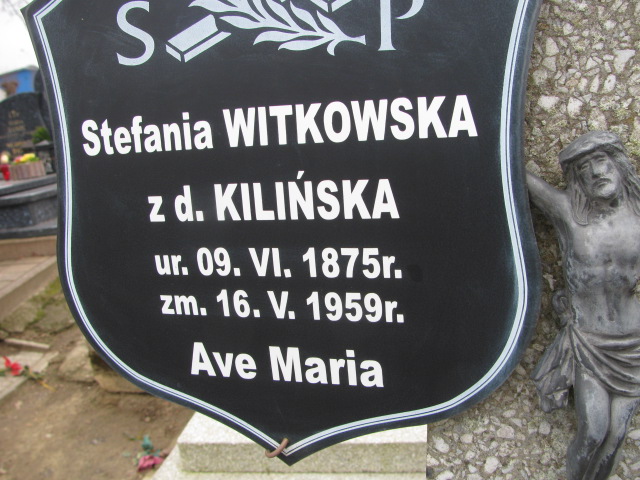 S P
Stefania WITKOWSKA
z d. KILIŃSKA
ur. 09. VI. 1875r.
zm. 16. V. 1959r.
Ave Maria